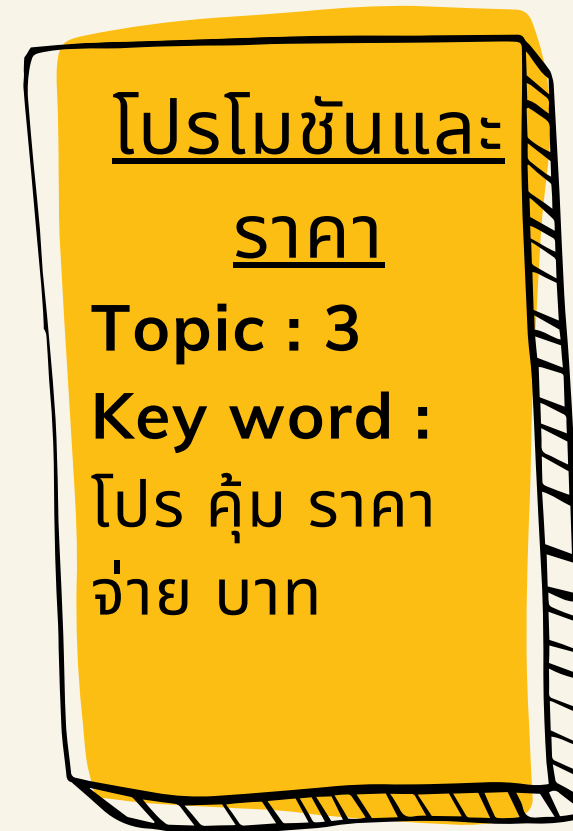 โปรโมชันและ
ราคา
Topic : 3
Key word :
โปร คุ้ม ราคา
จ่าย บาท